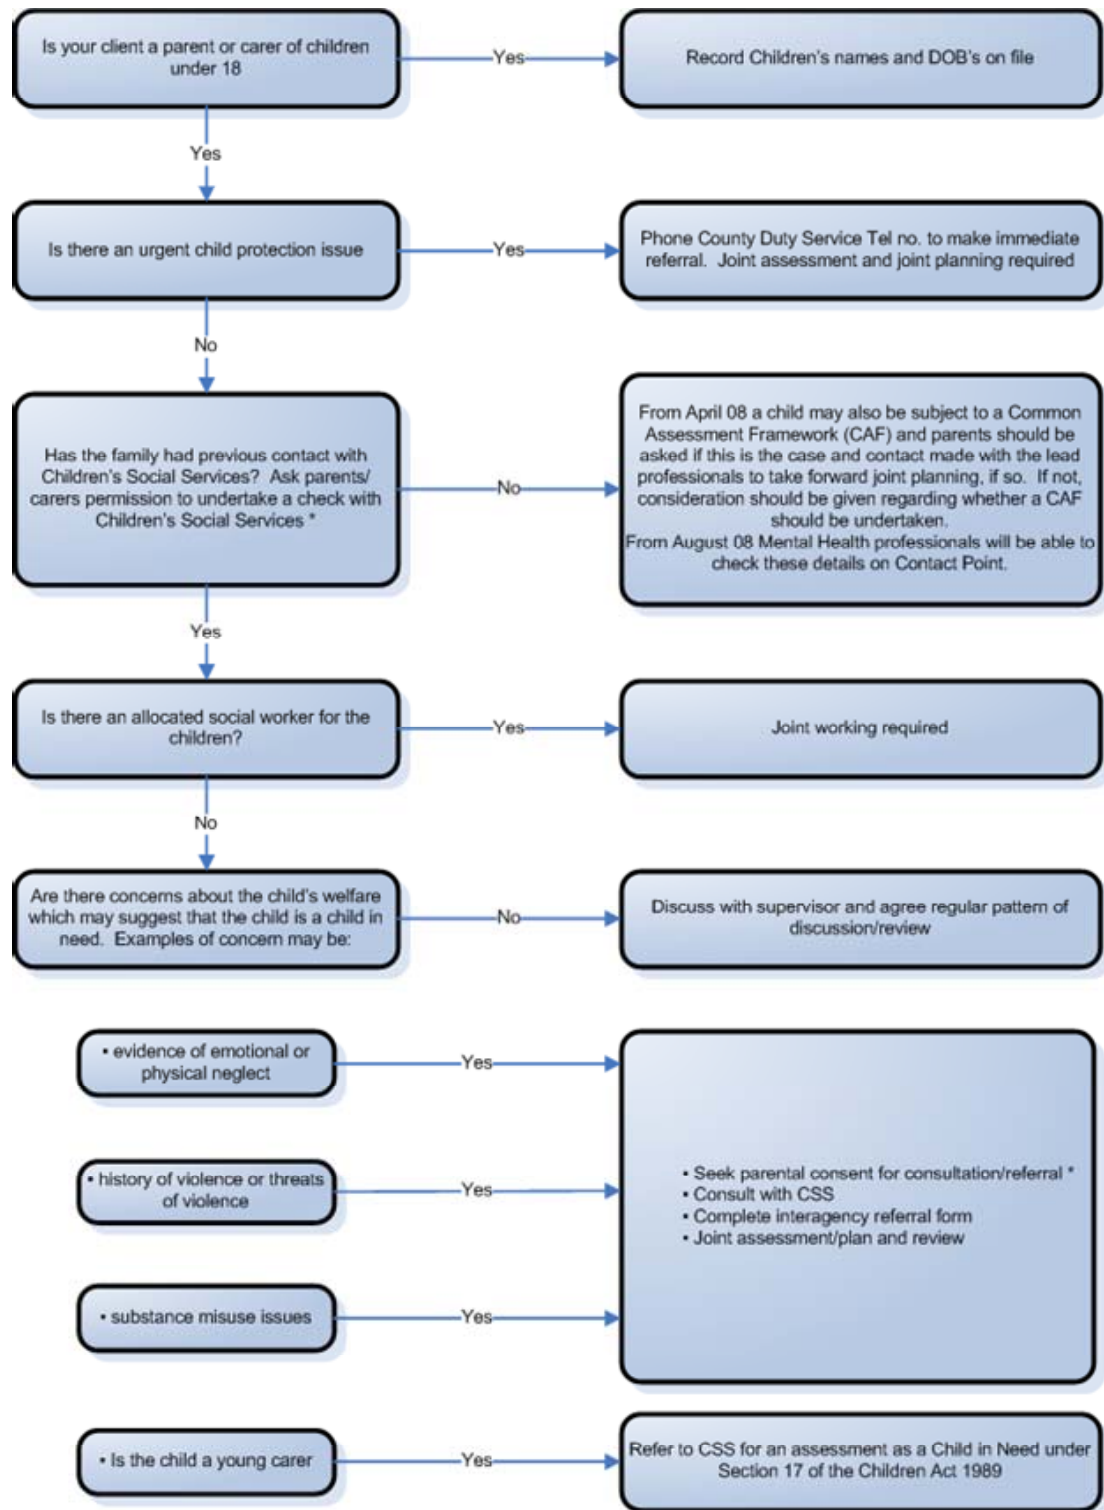 Is your client a parent or carer of children
under 18
Yes
Record Children's names and DOB's on file
Yes
Is there an urgent child protection issue
Yes
Phone County Duty Service Tel no. to make immediate
referral.  Joint assessment and joint planning required
No
Has the family had previous contact with
Children's Social Services?  Ask parents/
carers permission to undertake a check with
Children's Social Services *
No
From April 08 a child may also be subject to a Common
Assessment Framework (CAF) and parents should be
asked if this is the case and contact made with the lead
professionals to take forward joint planning, if so.  If not,
consideration should be given regarding whether a CAF
should be undertaken.
From August 08 Mental Health professionals will be able to
check these details on Contact Point.
Yes
Is there an allocated social worker for the
children?
Yes
Joint working required
No
Are there concerns about the child's welfare
which may suggest that the child is a child in
need.  Examples of concern may be:
No
Discuss with supervisor and agree regular pattern of
discussion/review
• evidence of emotional or
physical neglect
Yes
• history of violence or threats
of violence
Yes
• substance misuse issues
Yes
• Seek parental consent for consultation/referral *
• Consult with CSS
• Complete interagency referral form
• Joint assessment/plan and review
• Is the child a young carer
Yes
Refer to CSS for an assessment as a Child in Need under
Section 17 of the Children Act 1989